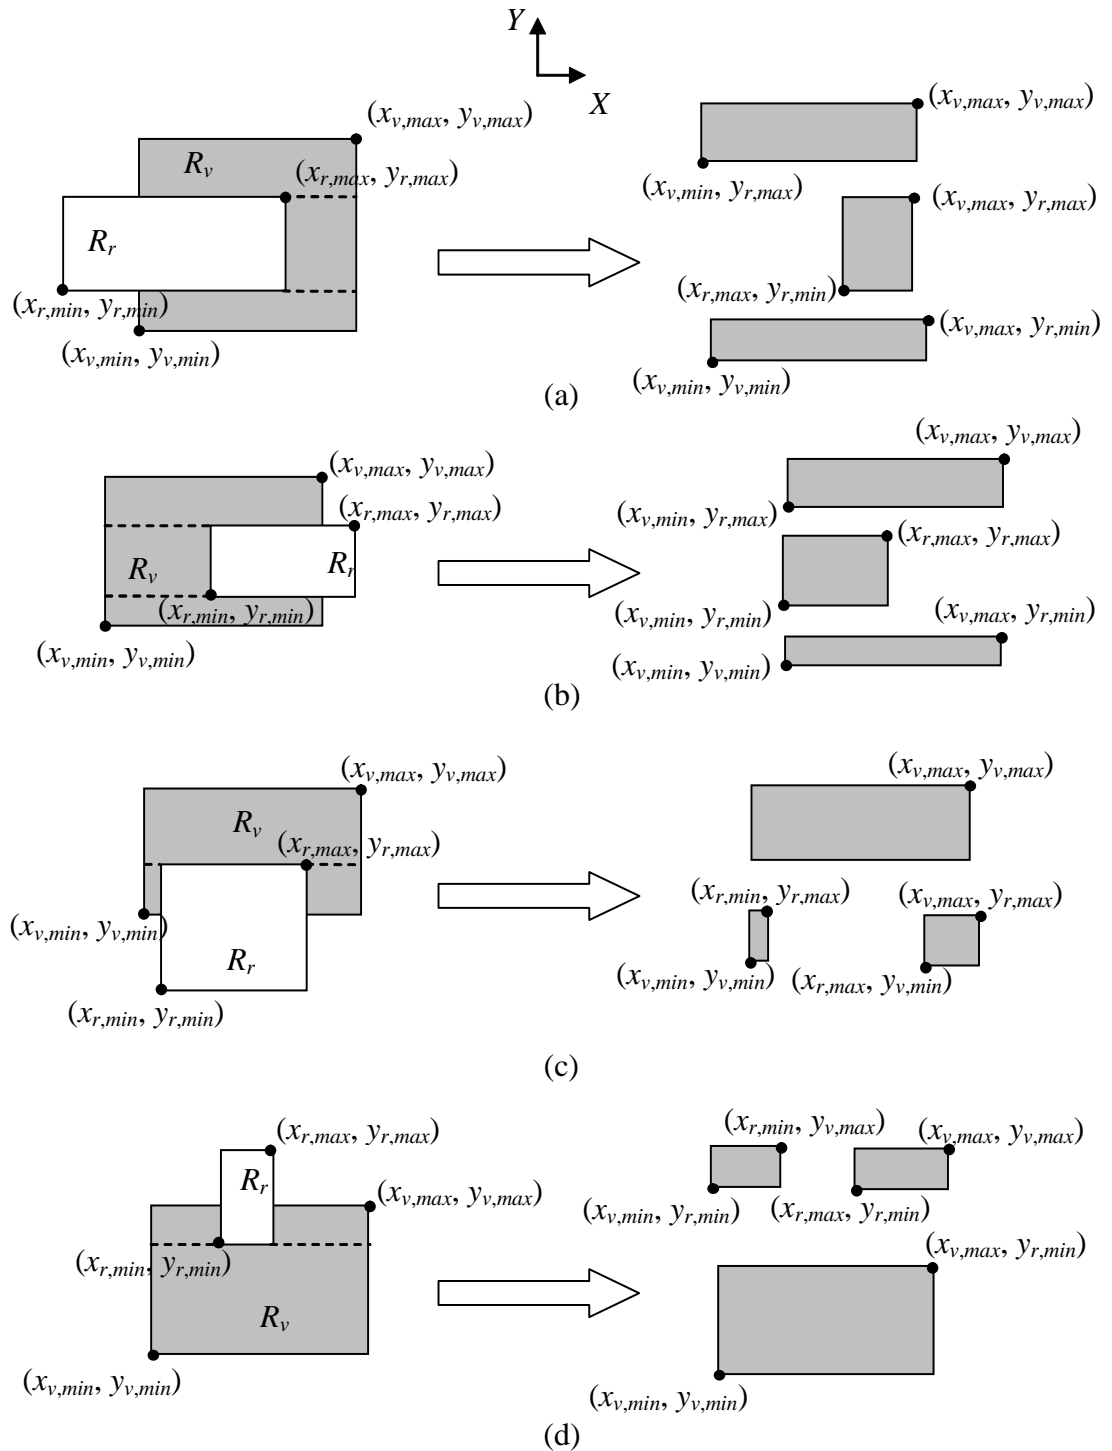 Y
X
(x_{v,max}, y_{v,max})
R_v
(x_{r,max}, y_{r,max})
R_r
(x_{r,min}, y_{r,min})
(x_{v,min}, y_{v,min})
(x_{v,max}, y_{v,max})
(x_{v,min}, y_{r,max})
(x_{v,max}, y_{r,max})
(x_{r,max}, y_{r,min})
(x_{v,max}, y_{r,min})
(x_{v,min}, y_{v,min})
(a)
(x_{v,max}, y_{v,max})
(x_{r,max}, y_{r,max})
R_v
R_r
(x_{r,min}, y_{r,min})
(x_{v,min}, y_{v,min})
(x_{v,max}, y_{v,max})
(x_{v,min}, y_{r,max})
(x_{r,max}, y_{r,max})
(x_{v,min}, y_{r,min})
(x_{v,max}, y_{r,min})
(x_{v,min}, y_{v,min})
(b)
(x_{v,max}, y_{v,max})
R_v
(x_{r,max}, y_{r,max})
(x_{v,min}, y_{v,min})
R_r
(x_{r,min}, y_{r,min})
(x_{v,max}, y_{v,max})
(x_{r,min}, y_{r,max})
(x_{v,max}, y_{r,max})
(x_{v,min}, y_{v,min})
(x_{r,max}, y_{v,min})
(c)
(x_{r,max}, y_{r,max})
R_r
(x_{v,max}, y_{v,max})
(x_{r,min}, y_{r,min})
R_v
(x_{v,min}, y_{v,min})
(x_{r,min}, y_{v,max})
(x_{v,max}, y_{v,max})
(x_{v,min}, y_{r,min})
(x_{r,max}, y_{r,min})
(x_{v,max}, y_{r,min})
(x_{v,min}, y_{v,min})
(d)